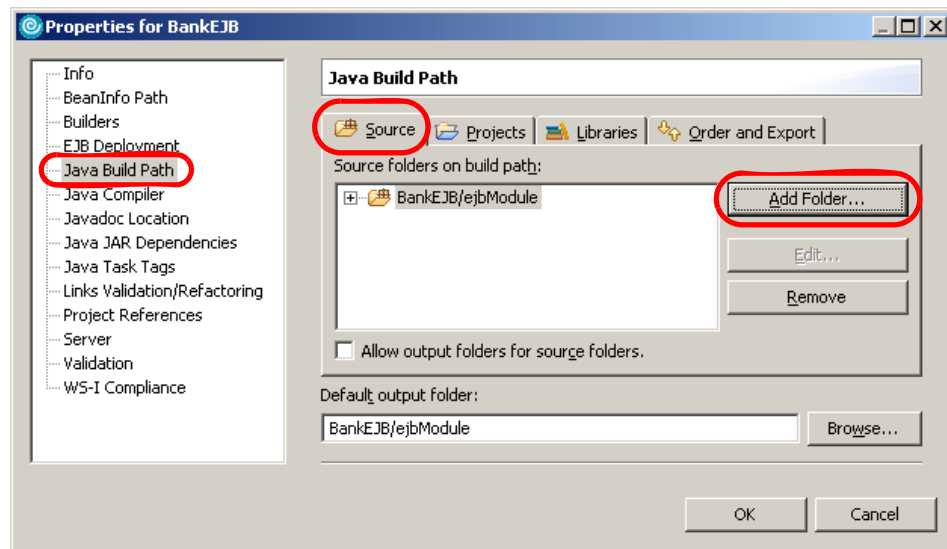 Properties for BankEJB
Info
BeanInfo Path
Builders
EJB Deployment
Java Build Path
Java Compiler
Javadoc Location
Java JAR Dependencies
Java Task Tags
Links Validation/Refactoring
Project References
Server
Validation
WS-I Compliance
Java Build Path
Source Projects Libraries Order and Export
Source folders on build path:
BankEJB/ejbModule
Add Folder...
Edit...
Remove
Allow output folders for source folders.
Default output folder:
BankEJB/ejbModule
Browse...
OK Cancel